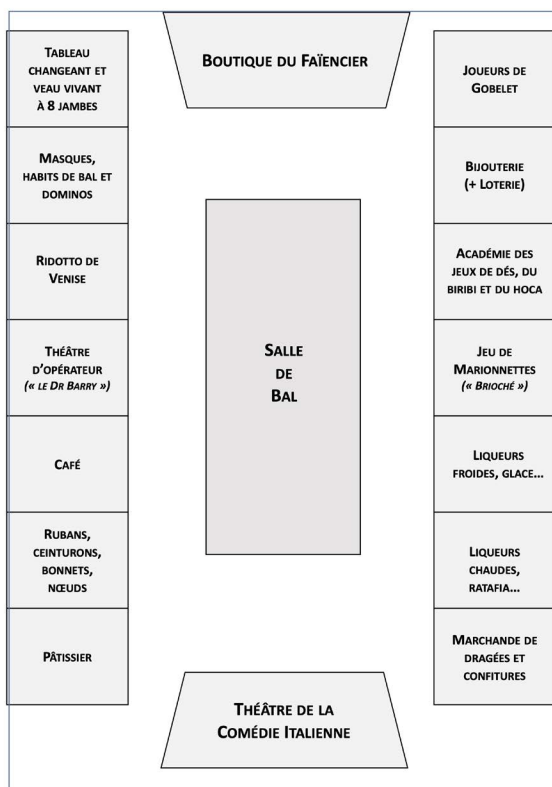 Boutique du Faïencier
Tableau
changeant et
veau vivant
à 8 jambes
Masques,
habits de bal et
dominos
Ridotto de
Venise
Théâtre
d’opérateur
(« le Dr Barry »)
Café
Rubans,
ceinturons,
bonnets,
nœuds
Pâtissier
Salle
de
Bal
Joueurs de
Gobelet
Bijouterie
(+ Loterie)
Académie des
jeux de dés, du
biribi et du hoca
Jeu de
Marionnettes
(« Brioché »)
Liqueurs
froides, glace...
Liqueurs
chaudes,
ratafia...
Marchande de
dragées et
confitures
Théâtre de la
Comédie Italienne